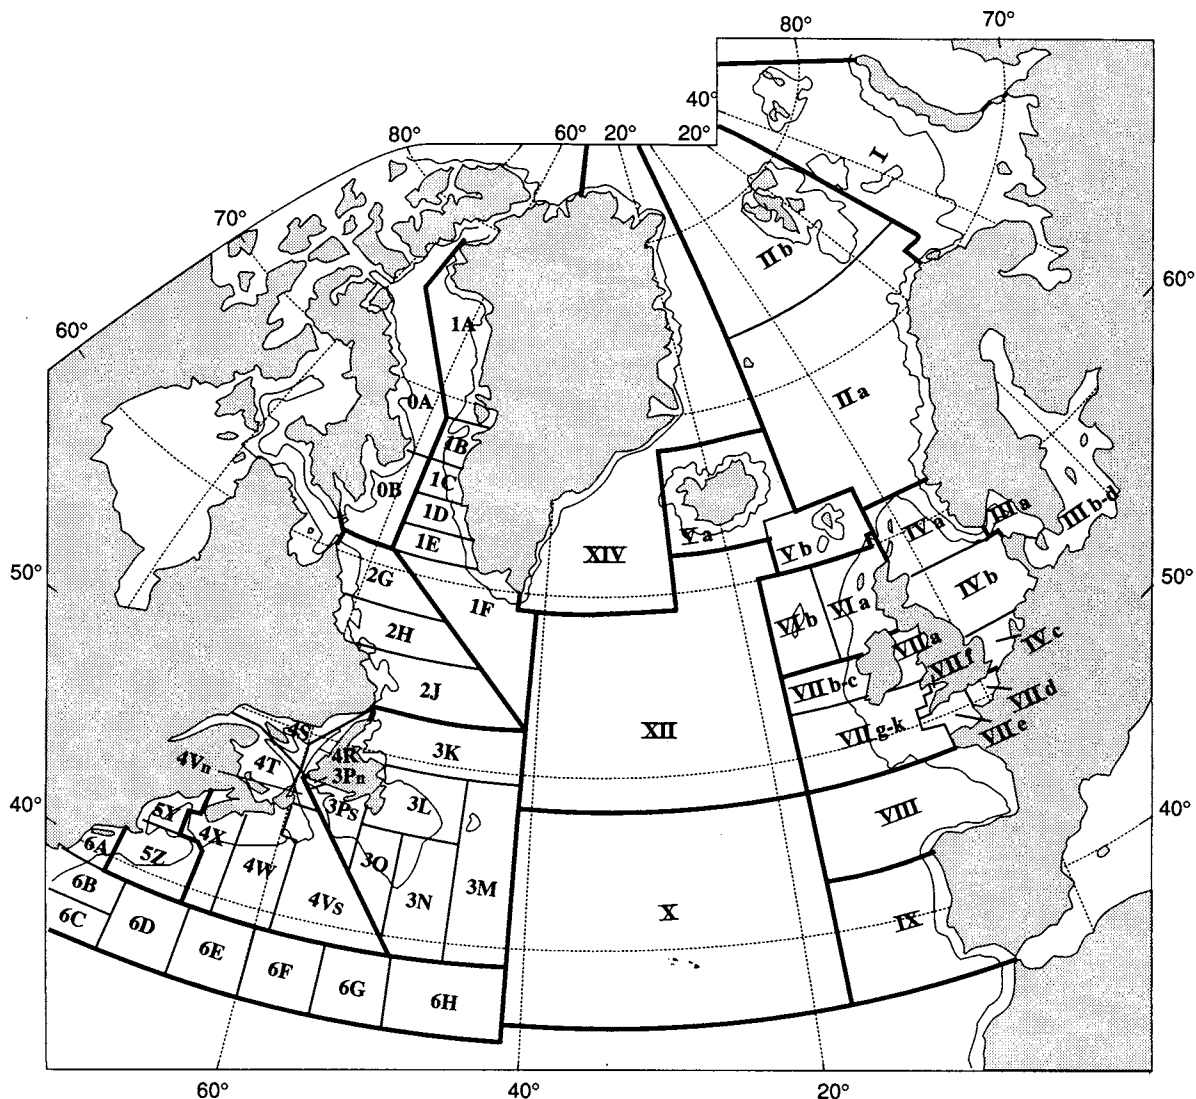 80° 70°
40°
80° 60° 20° 20°
I
70°
II b
60°
1A
60°
0A
II a
1B
0B 1C
1D
V a
IV a III a III b-d
1E
XIV
V b
50°
2G
IV b
50°
1F
VI b VI a
2H
VII a IV c
VII f
2J
VII b-c
VII d
4S
XII
VII g-k
VII e
4R 3K
4Vn 4T 3Pn
40°
3Ps 3L
VIII
40°
5Y 4X
6A 5Z 4W
3O
6B
3N 3M
4Vs
6C 6D
X
IX
6E
6F
6G 6H
60° 40° 20°